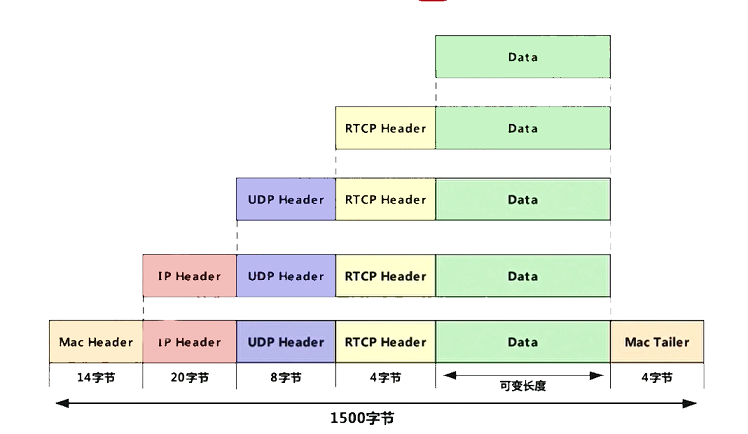 Data
RTCP Header Data
UDP Header RTCP Header Data
IP Header UDP Header RTCP Header Data
Mac Header IP Header UDP Header RTCP Header Data Mac Tailer
14字节 20字节 8字节 4字节 可变长度 4字节
1500字节